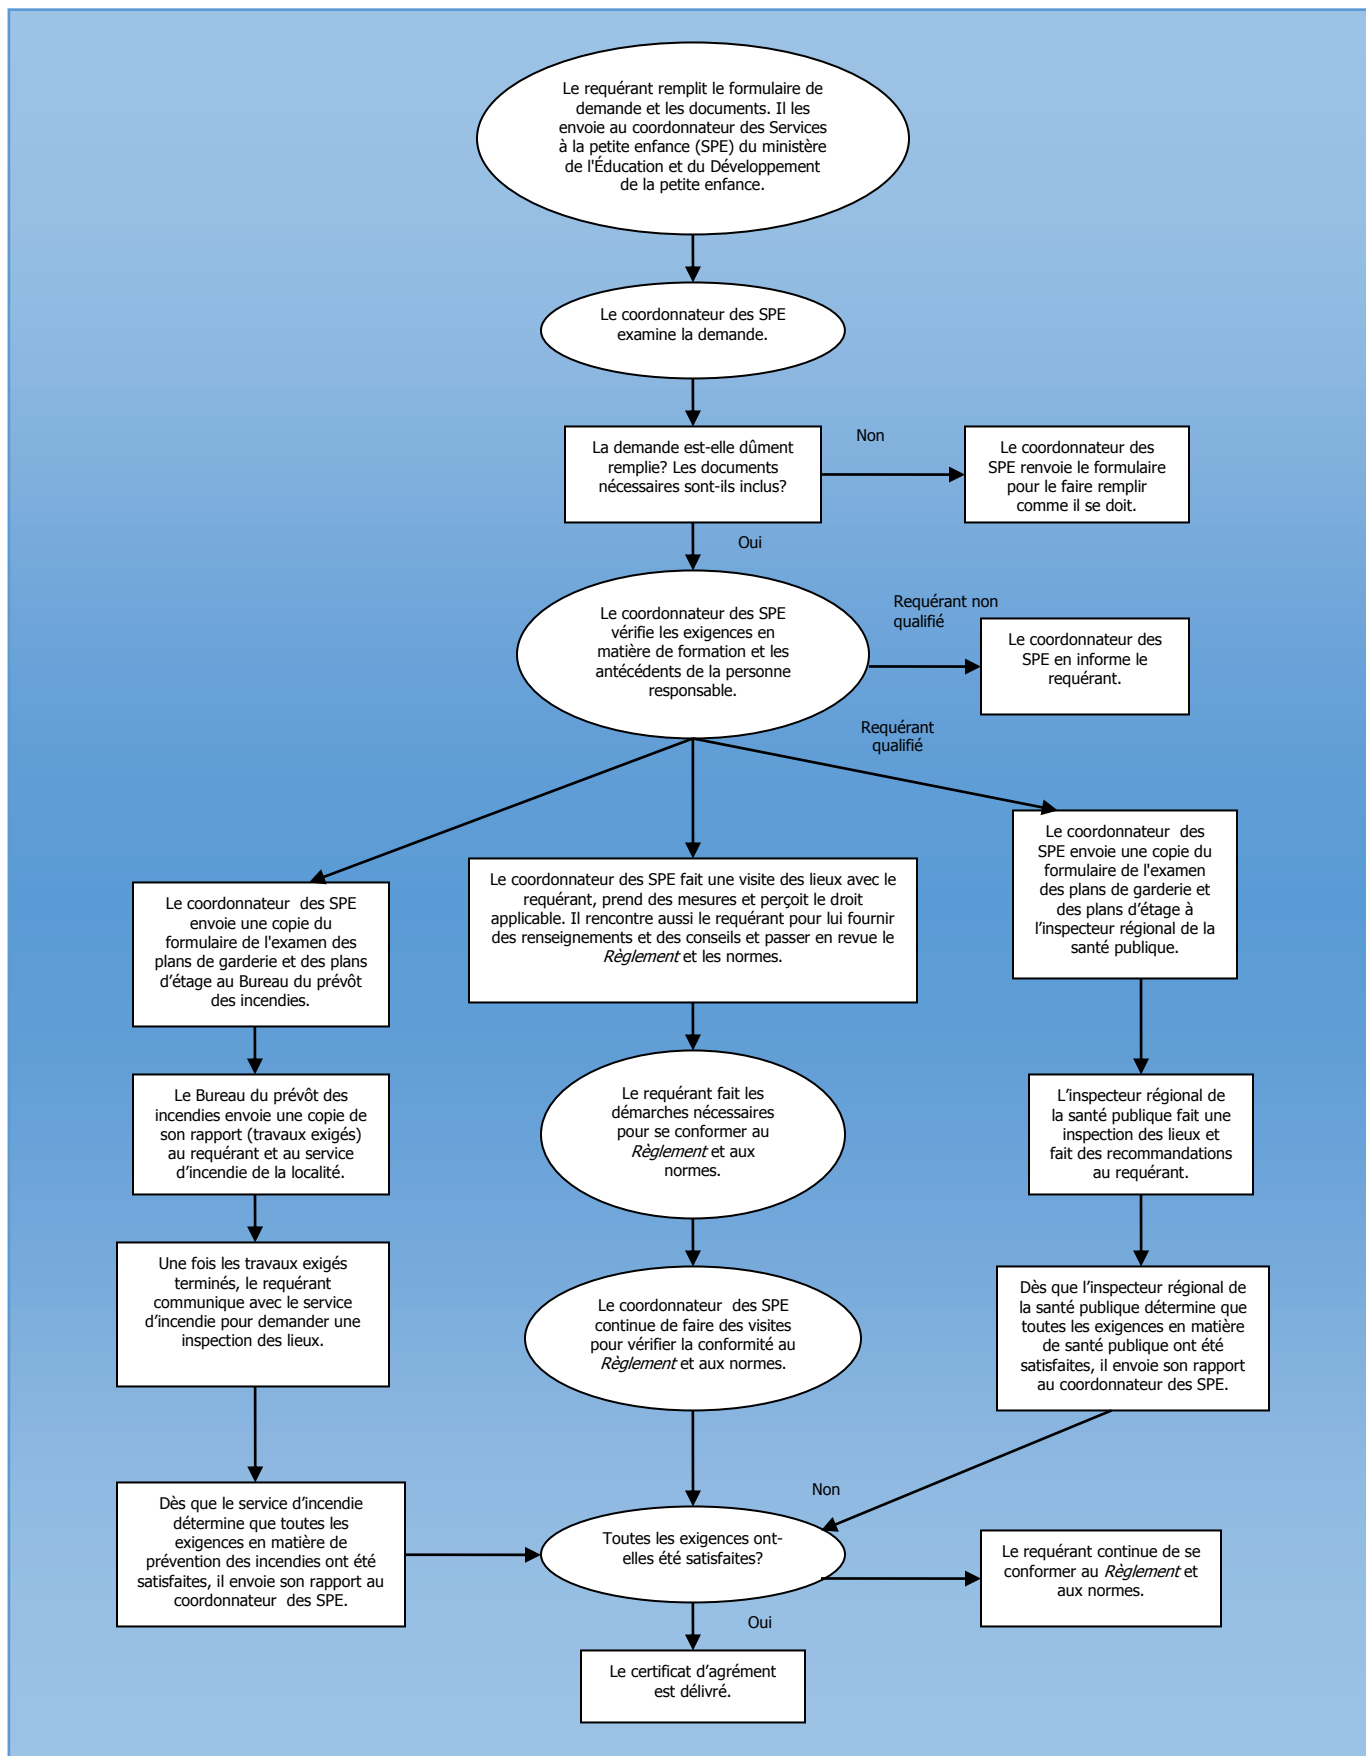 Le requérant remplit le formulaire de
demande et les documents. Il les
envoie au coordonnateur des Services
à la petite enfance (SPE) du ministère
de l'Éducation et du Développement
de la petite enfance.
Le coordonnateur des SPE
examine la demande.
La demande est-elle dûment
remplie? Les documents
nécessaires sont-ils inclus?
Non
Le coordonnateur des
SPE renvoie le formulaire
pour le faire remplir
comme il se doit.
Oui
Le coordonnateur des SPE
vérifie les exigences en
matière de formation et les
antécédents de la personne
responsable.
Requérant non
qualifié
Le coordonnateur des
SPE en informe le
requérant.
Requérant
qualifié
Le coordonnateur  des SPE
envoie une copie du
formulaire de l'examen des
plans de garderie et des plans
d’étage au Bureau du prévôt
des incendies.
Le coordonnateur des SPE fait une visite des lieux avec le
requérant, prend des mesures et perçoit le droit
applicable. Il rencontre aussi le requérant pour lui fournir
des renseignements et des conseils et passer en revue le
Règlement et les normes.
Le coordonnateur  des
SPE envoie une copie du
formulaire de l'examen
des plans de garderie et
des plans d’étage à
l’inspecteur régional de la
santé publique.
Le Bureau du prévôt des
incendies envoie une copie de
son rapport (travaux exigés)
au requérant et au service
d’incendie de la localité.
Le requérant fait les
démarches nécessaires
pour se conformer au
Règlement et aux
normes.
L’inspecteur régional de
la santé publique fait une
inspection des lieux et
fait des recommandations
au requérant.
Une fois les travaux exigés
terminés, le requérant
communique avec le service
d’incendie pour demander une
inspection des lieux.
Le coordonnateur  des SPE
continue de faire des visites
pour vérifier la conformité au
Règlement et aux normes.
Dès que l’inspecteur régional de
la santé publique détermine que
toutes les exigences en matière
de santé publique ont été
satisfaites, il envoie son rapport
au coordonnateur des SPE.
Dès que le service d’incendie
détermine que toutes les
exigences en matière de
prévention des incendies ont été
satisfaites, il envoie son rapport au
coordonnateur  des SPE.
Toutes les exigences ont-
elles été satisfaites?
Non
Le requérant continue de se
conformer au Règlement et
aux normes.
Oui
Le certificat d’agrément
est délivré.